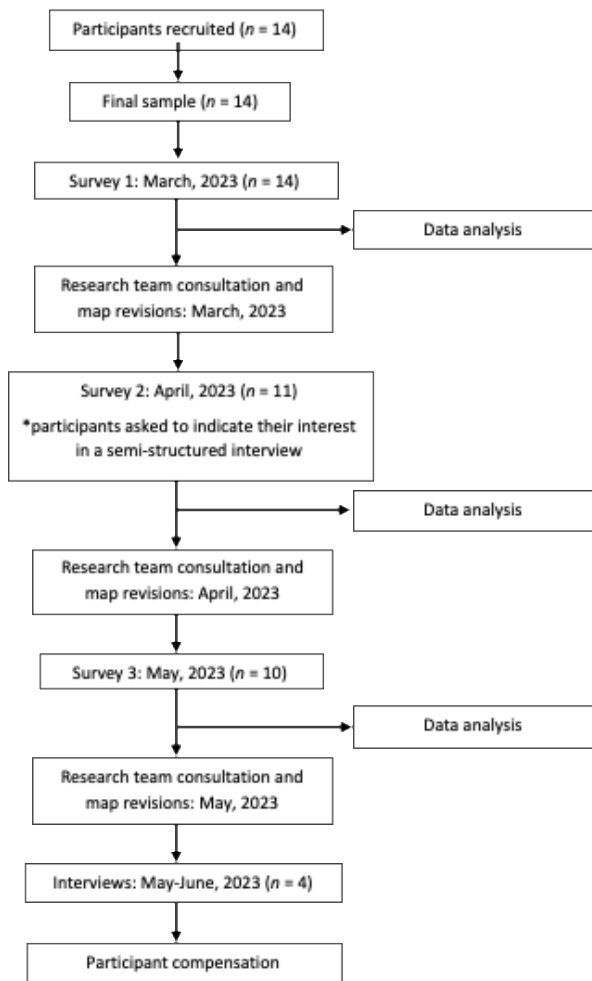 Participants recruited (n = 14)
Final sample (n = 14)
Survey 1: March, 2023 (n = 14)
Data analysis
Research team consultation and
map revisions: March, 2023
Survey 2: April, 2023 (n = 11)
*participants asked to indicate their interest
in a semi-structured interview
Data analysis
Research team consultation and
map revisions: April, 2023
Survey 3: May, 2023 (n = 10)
Data analysis
Research team consultation and
map revisions: May, 2023
Interviews: May-June, 2023 (n = 4)
Participant compensation